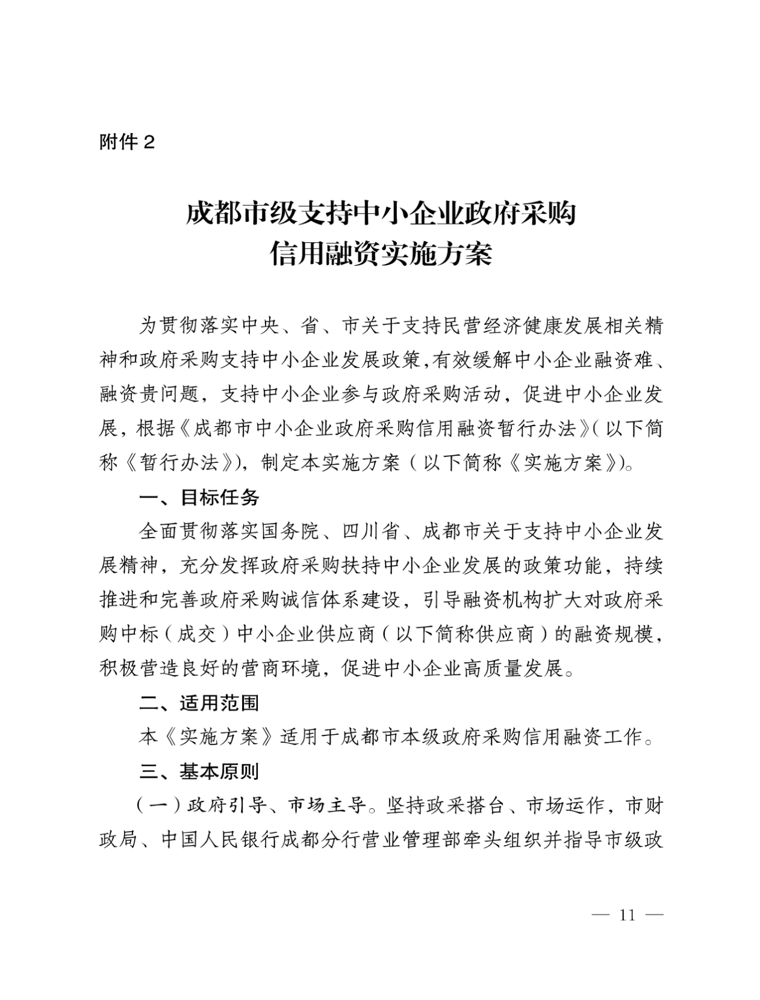 附件 2
成都市级支持中小企业政府采购
信用融资实施方案
为贯彻落实中央、省、市关于支持民营经济健康发展相关精
神和政府采购支持中小企业发展政策，有效缓解中小企业融资难、
融资贵问题，支持中小企业参与政府采购活动，促进中小企业发
展，根据《成都市中小企业政府采购信用融资暂行办法》（以下简
称《暂行办法》），制定本实施方案（以下简称《实施方案》）。
一、目标任务
全面贯彻落实国务院、四川省、成都市关于支持中小企业发
展精神，充分发挥政府采购扶持中小企业发展的政策功能，持续
推进和完善政府采购诚信体系建设，引导融资机构扩大对政府采
购中标（成交）中小企业供应商（以下简称供应商）的融资规模，
积极营造良好的营商环境，促进中小企业高质量发展。
二、适用范围
本《实施方案》适用于成都市本级政府采购信用融资工作。
三、基本原则
（一）政府引导、市场主导。坚持政采搭台、市场运作，市财
政局、中国人民银行成都分行营业管理部牵头组织并指导市级政
— 11 —